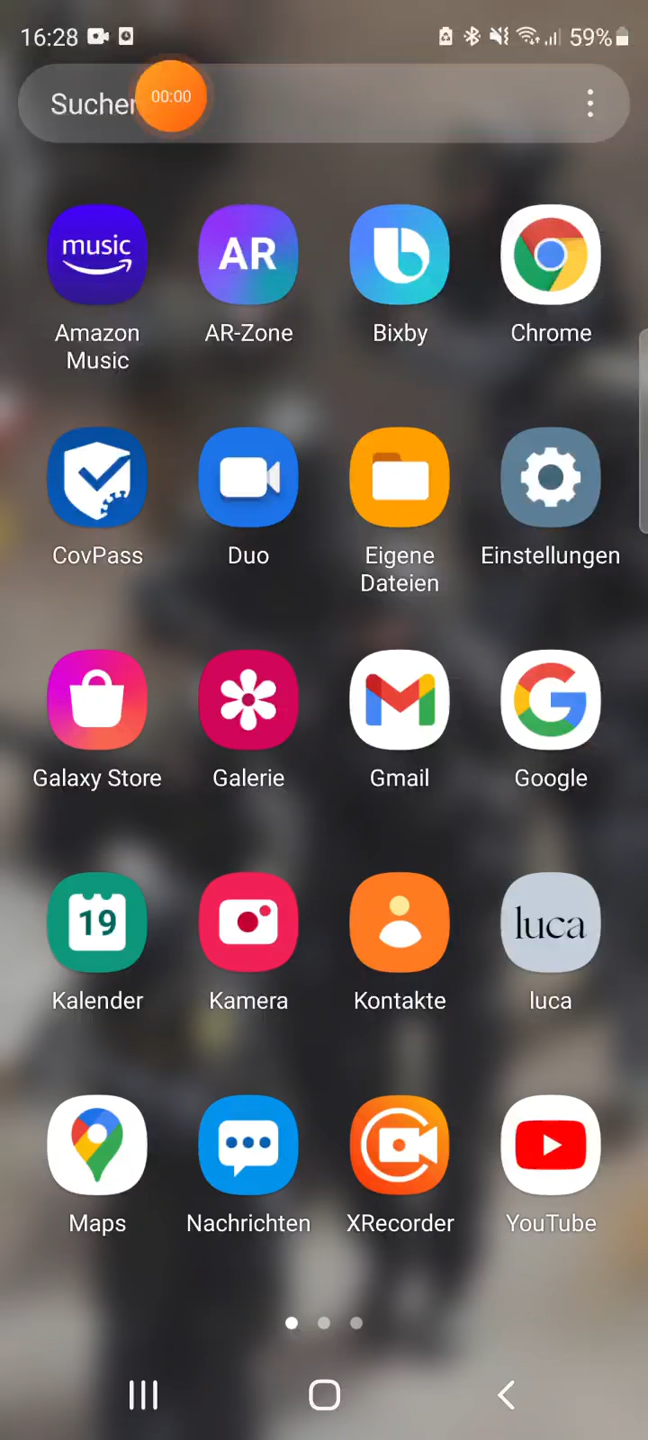 16:28 59%
Sucher 00:00
music AR
Amazon Music AR-Zone Bixby Chrome
CovPass Duo Eigene Dateien Einstellungen
Galaxy Store Galerie Gmail Google
19 luca
Kalender Kamera Kontakte luca
Maps Nachrichten XRecorder YouTube